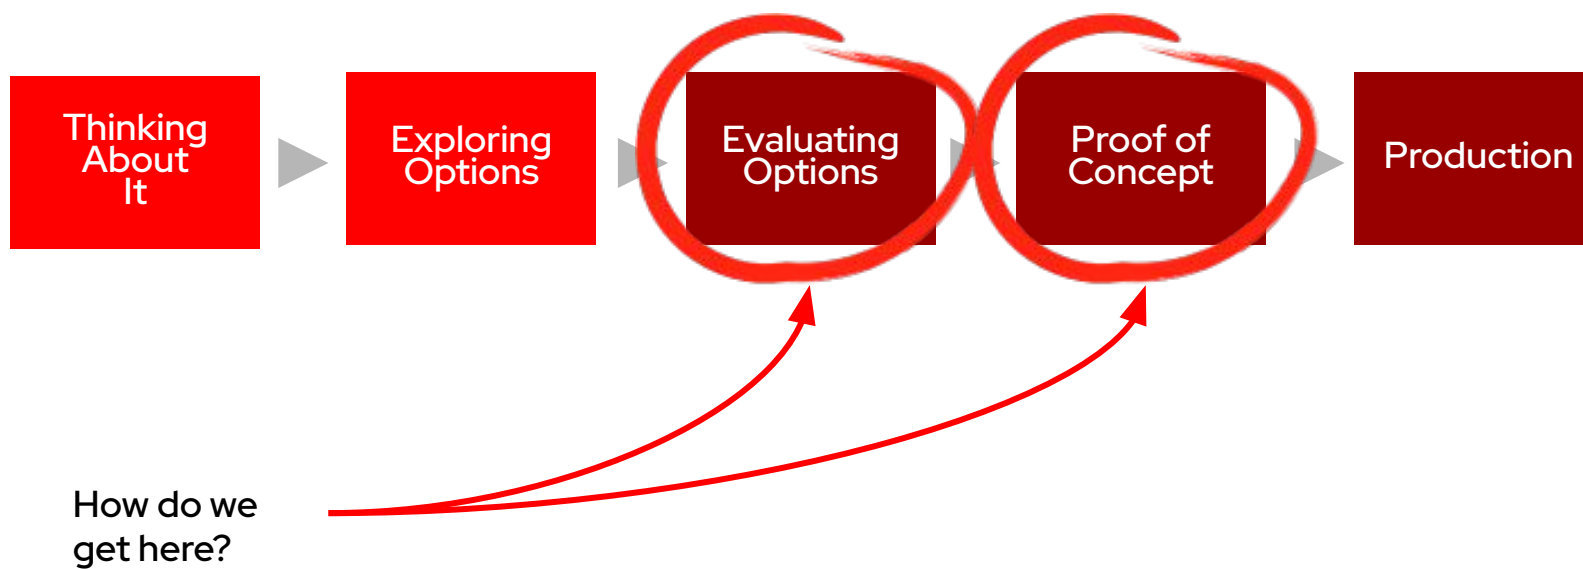 Thinking
About
It
Exploring
Options
Evaluating
Options
Proof of
Concept
Production
How do we
get here?